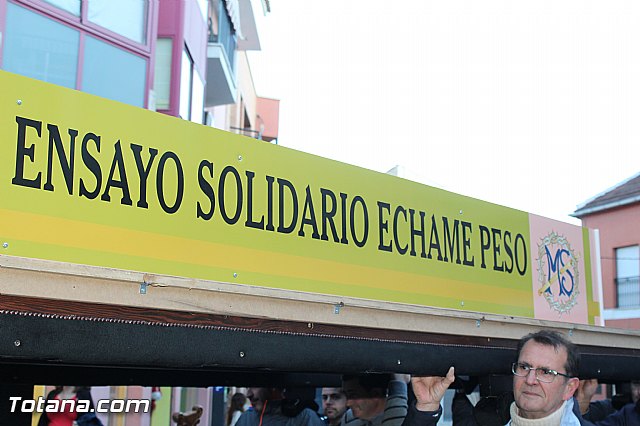 ENSAYO SOLIDARIO ECHAME PESO
MS
Totana.com